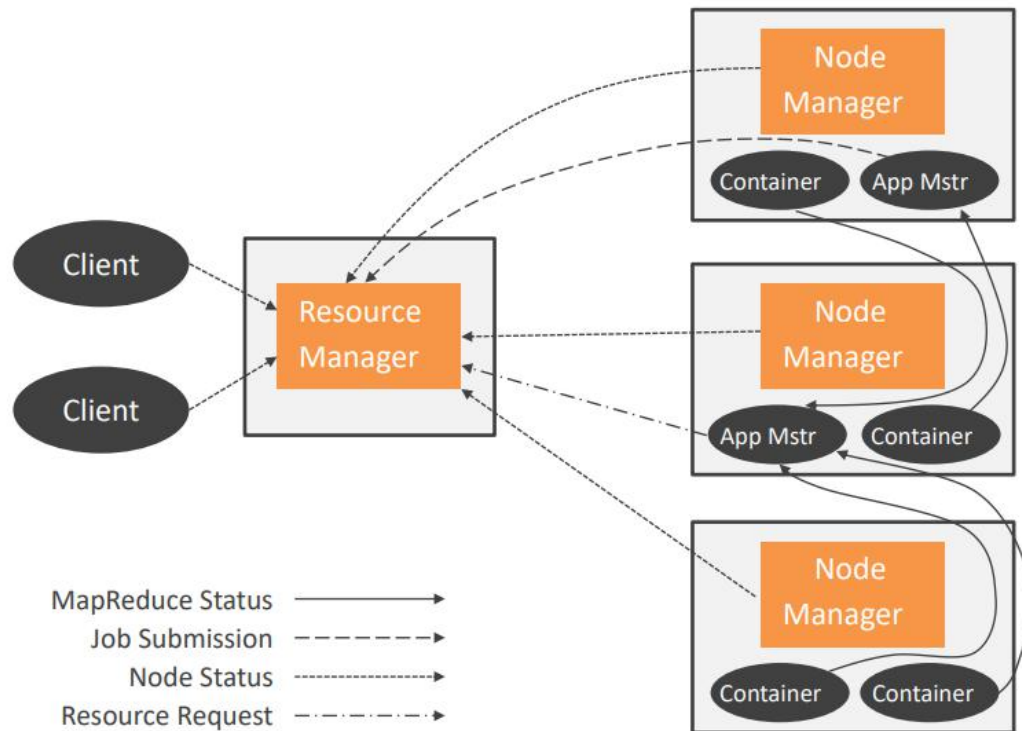 Node
Manager
Container
App Mstr
Client
Resource
Manager
Client
Node
Manager
App Mstr
Container
Node
Manager
Container
Container
MapReduce Status
Job Submission
Node Status
Resource Request